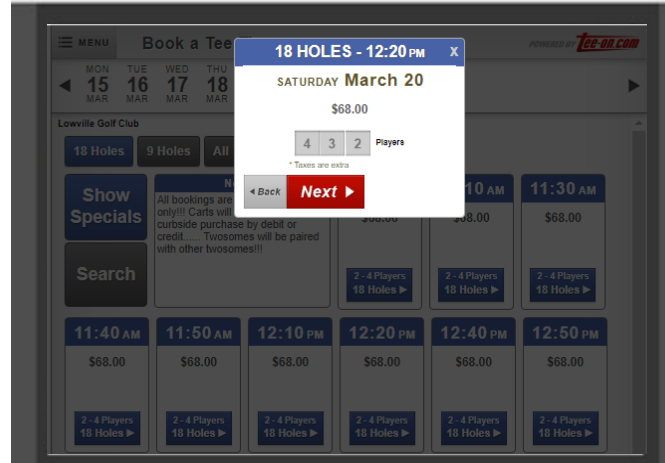 MENU
Book a Tee
POWERED BY Tee-On.com
MON TUE WED THU
15 16 17 18
MAR MAR MAR MAR
Lowville Golf Club
18 Holes 9 Holes All
18 HOLES - 12:20 PM X
SATURDAY March 20
$68.00
4 3 2 Players
* Taxes are extra
Back Next
Show
Specials
Search
All bookings are
only!!! Carts will
curbside purchase
by debit or
credit..... Twosomes will be paired
with other twosomes!!!
10 AM 11:30 AM
$68.00 $68.00 $68.00
2 - 4 Players 2 - 4 Players 2 - 4 Players
18 Holes 18 Holes 18 Holes
11:40 AM 11:50 AM 12:10 PM 12:20 PM 12:40 PM 12:50 PM
$68.00 $68.00 $68.00 $68.00 $68.00 $68.00
2 - 4 Players 2 - 4 Players 2 - 4 Players 2 - 4 Players 2 - 4 Players 2 - 4 Players
18 Holes 18 Holes 18 Holes 18 Holes 18 Holes 18 Holes